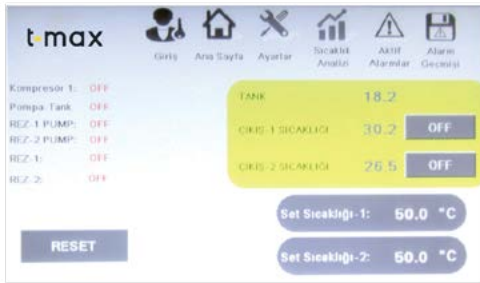 t-max
Giriş
Ana Sayfa
Ayarlar
Sıcaklık
Analizi
Aktif
Alarmlar
Alarm
Geçmişi
Kompresör 1: OFF
Pompa Tank OFF
REZ-1 PUMP: OFF
REZ-2 PUMP: OFF
REZ-1: OFF
REZ-2: OFF
TANK 18.2
ÇIKIŞ-1 SICAKLIĞI 30.2 OFF
ÇIKIŞ-2 SICAKLIĞI 26.5 OFF
Set Sıcaklığı-1: 50.0 °C
Set Sıcaklığı-2: 50.0 °C
RESET